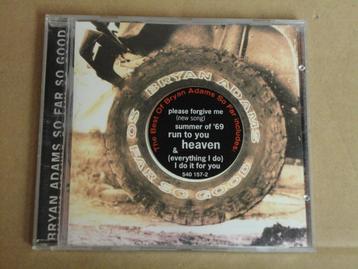 BRYAN ADAMS SO FAR SO GOOD
BRYAN ADAMS
SO FAR SO GOOD
The Best Of Bryan Adams So Far includes:
please forgive me
(new song)
summer of '69
run to you
heaven
&
(everything I do)
I do it for you
540 157-2